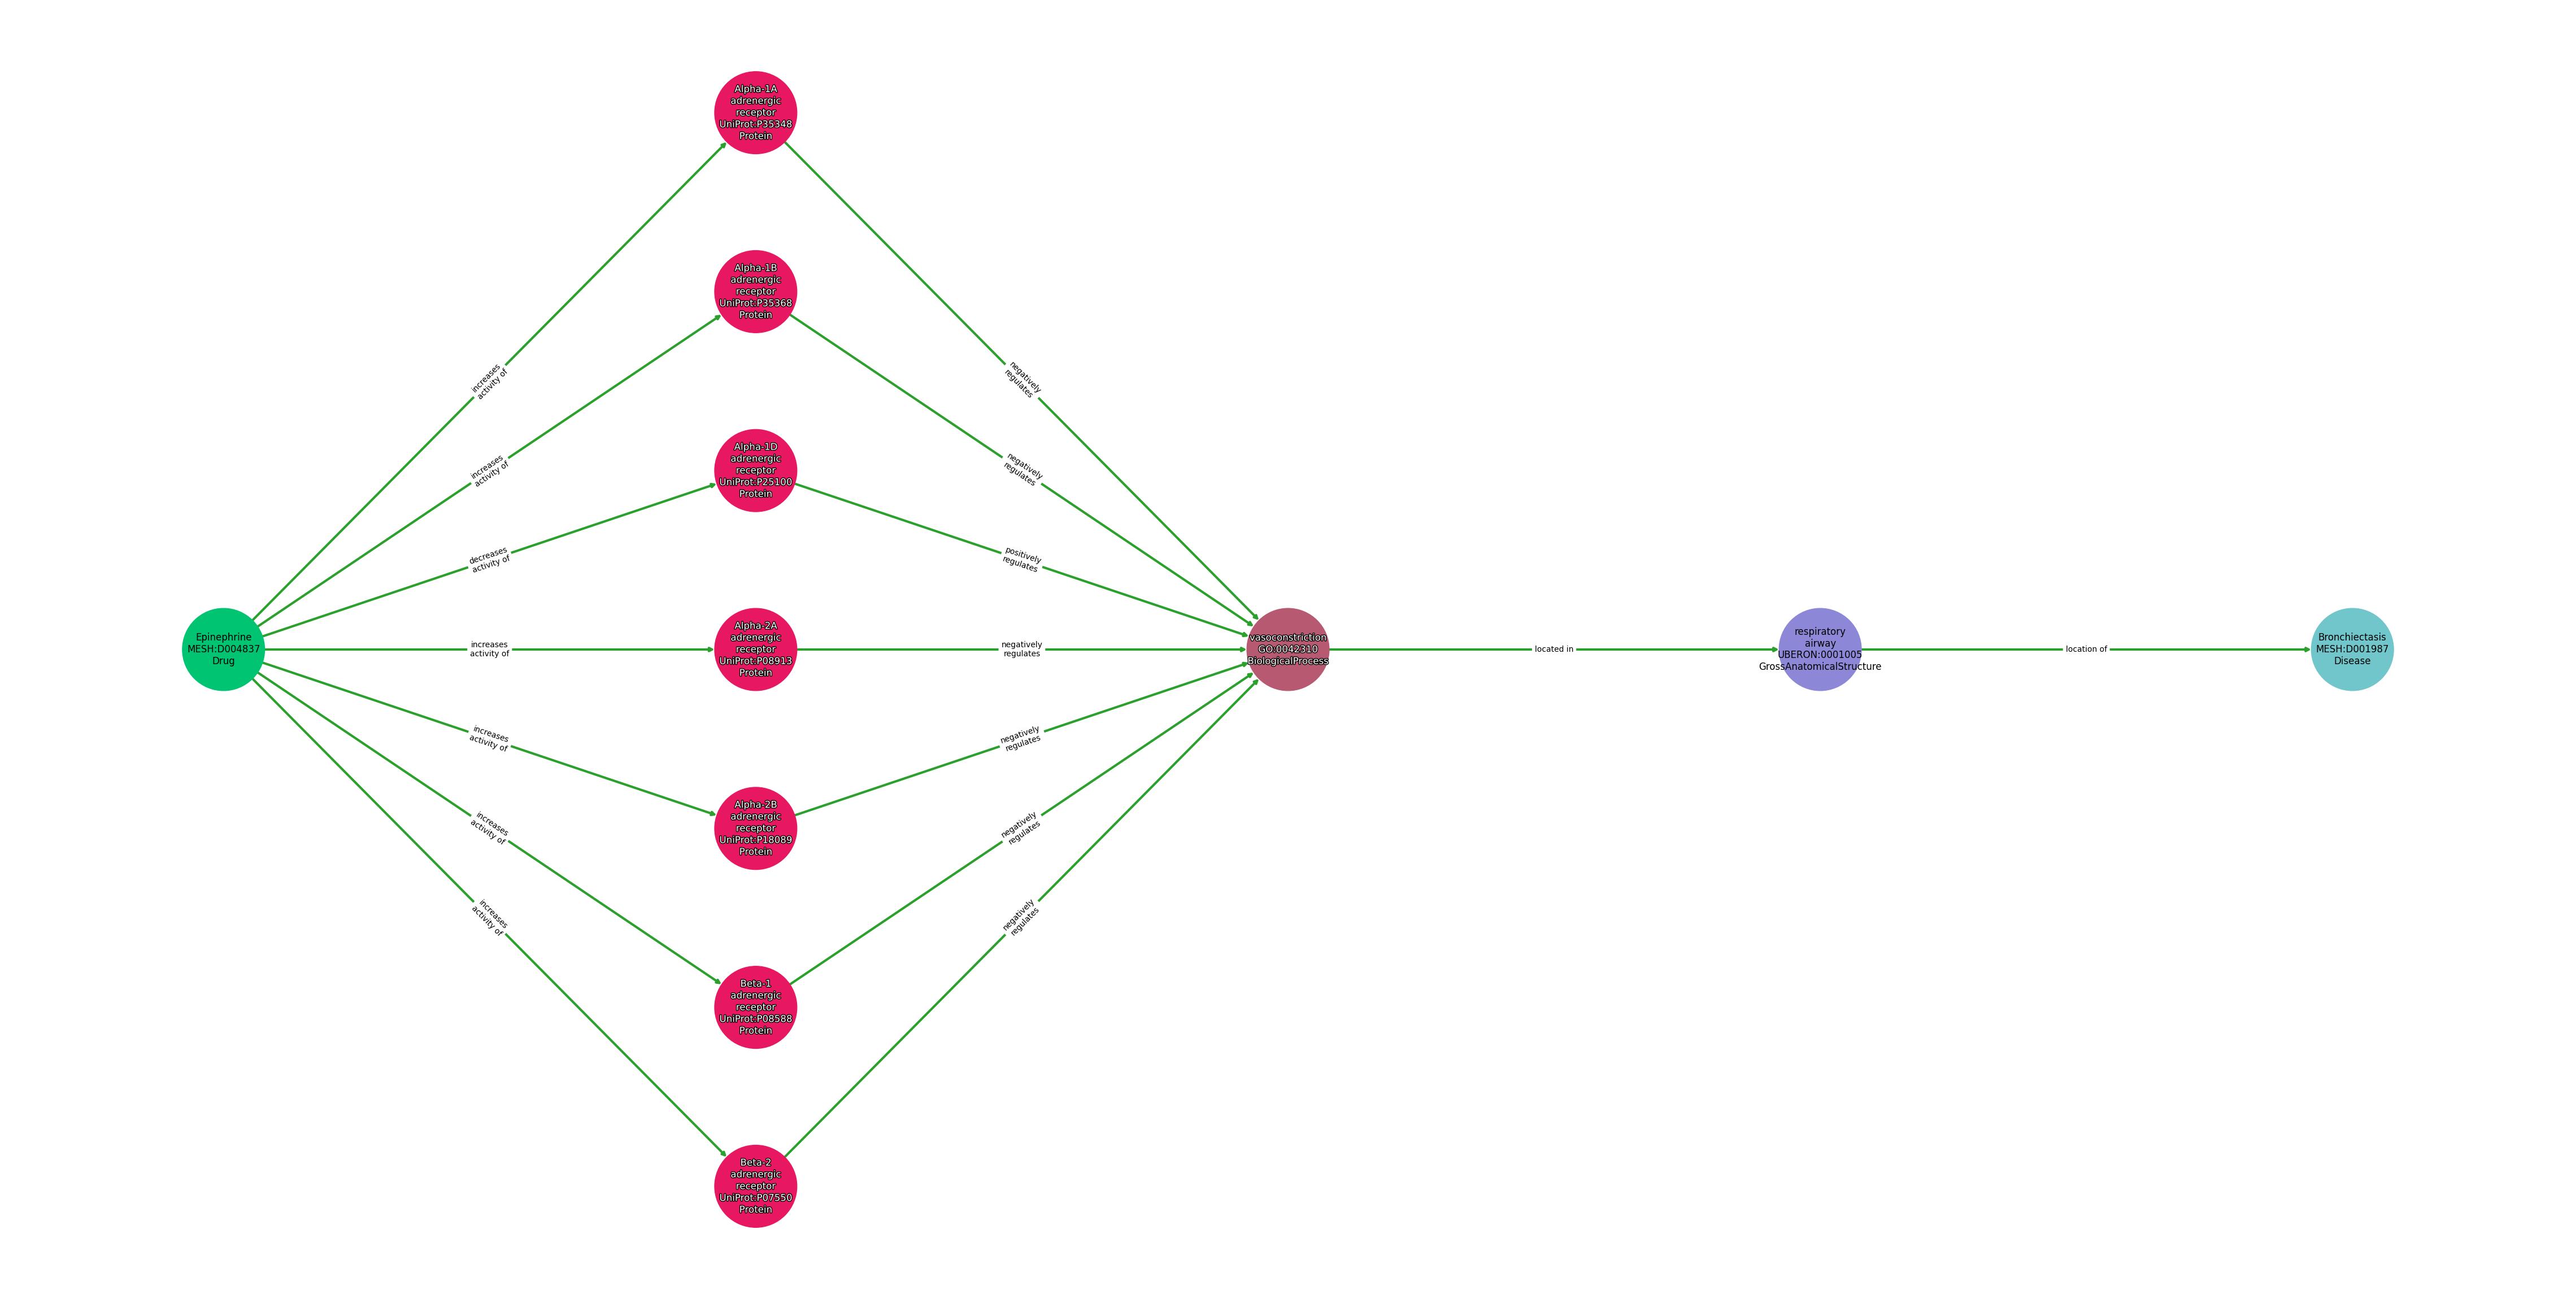 Alpha-1A
adrenergic
receptor
UniProt:P35348
Protein
Alpha-1B
adrenergic
receptor
UniProt:P35368
Protein
increases
activity of
negatively
regulates
Alpha-1D
adrenergic
receptor
UniProt:P25100
Protein
increases
activity of
negatively
regulates
decreases
activity of
positively
regulates
Epinephrine
MESH:D004837
Drug
increases
activity of
Alpha-2A
adrenergic
receptor
UniProt:P08913
Protein
negatively
regulates
vasoconstriction
GO:0042310
BiologicalProcess
located in
respiratory
airway
UBERON:0001005
GrossAnatomicalStructure
location of
Bronchiectasis
MESH:D001987
Disease
increases
activity of
negatively
regulates
Alpha-2B
adrenergic
receptor
UniProt:P18089
Protein
increases
activity of
negatively
regulates
increases
activity of
negatively
regulates
Beta-1
adrenergic
receptor
UniProt:P08588
Protein
Beta-2
adrenergic
receptor
UniProt:P07550
Protein